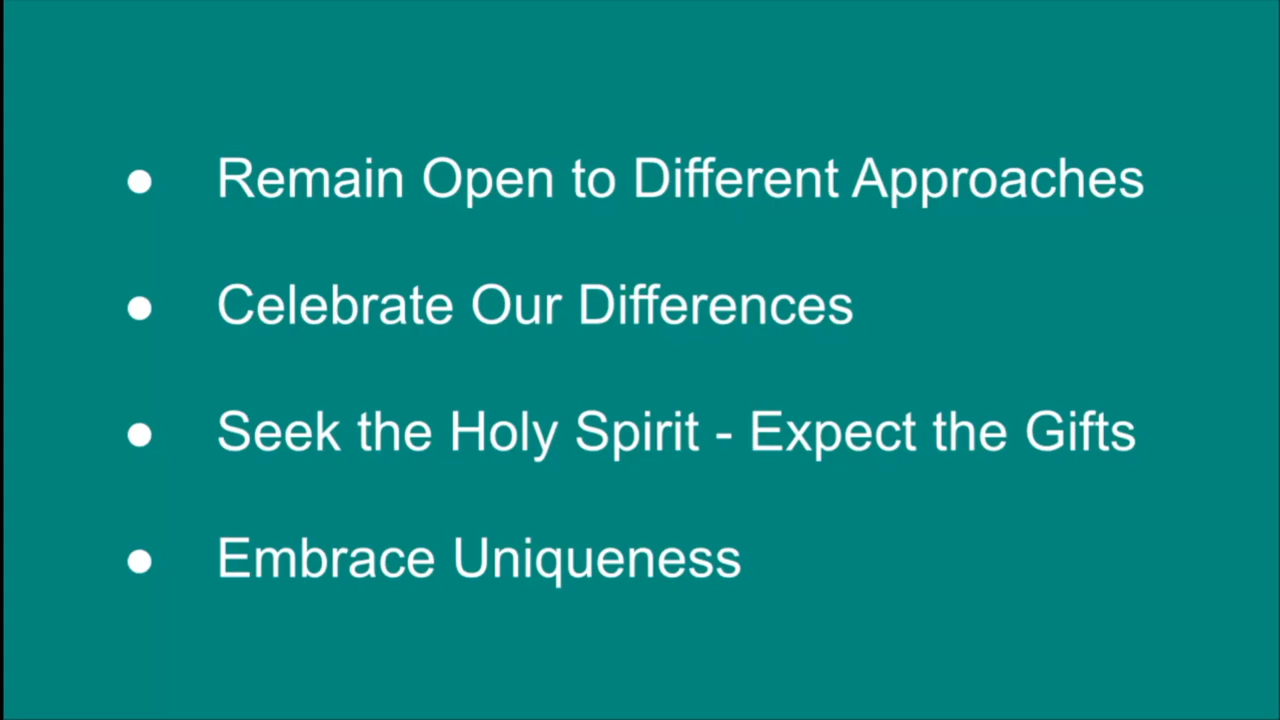 ● Remain Open to Different Approaches
● Celebrate Our Differences
● Seek the Holy Spirit - Expect the Gifts
● Embrace Uniqueness